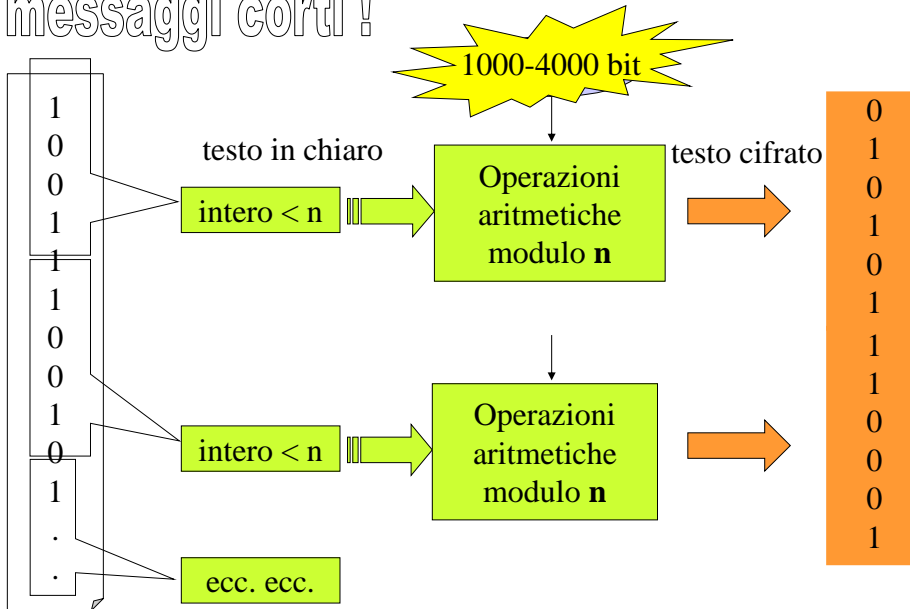 messaggi corti !
1000-4000 bit
1
0
0
1
1
1
0
0
1
0
1
.
.
testo in chiaro
intero < n
Operazioni
aritmetiche
modulo n
testo cifrato
intero < n
Operazioni
aritmetiche
modulo n
ecc. ecc.
0
1
0
1
0
1
1
1
0
0
0
1